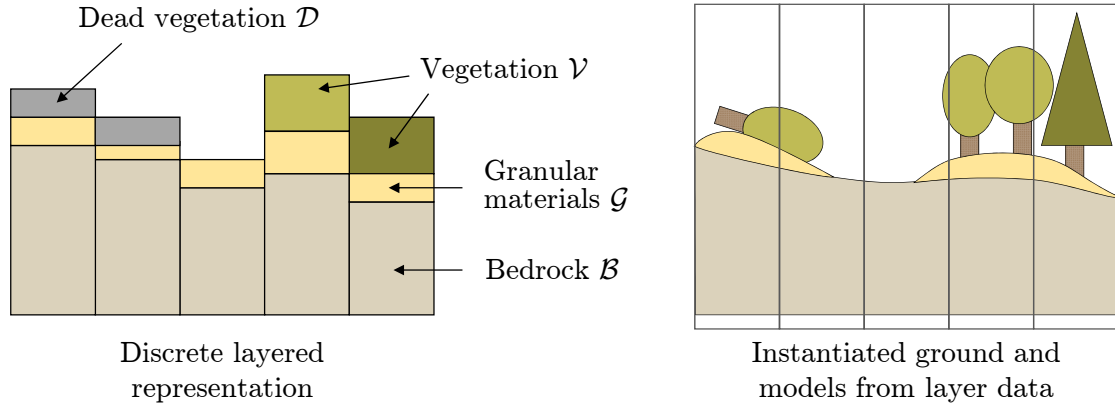 Dead vegetation 𝒟
Vegetation 𝒱
Granular
materials 𝒢
Bedrock ℬ
Discrete layered
representation
Instantiated ground and
models from layer data